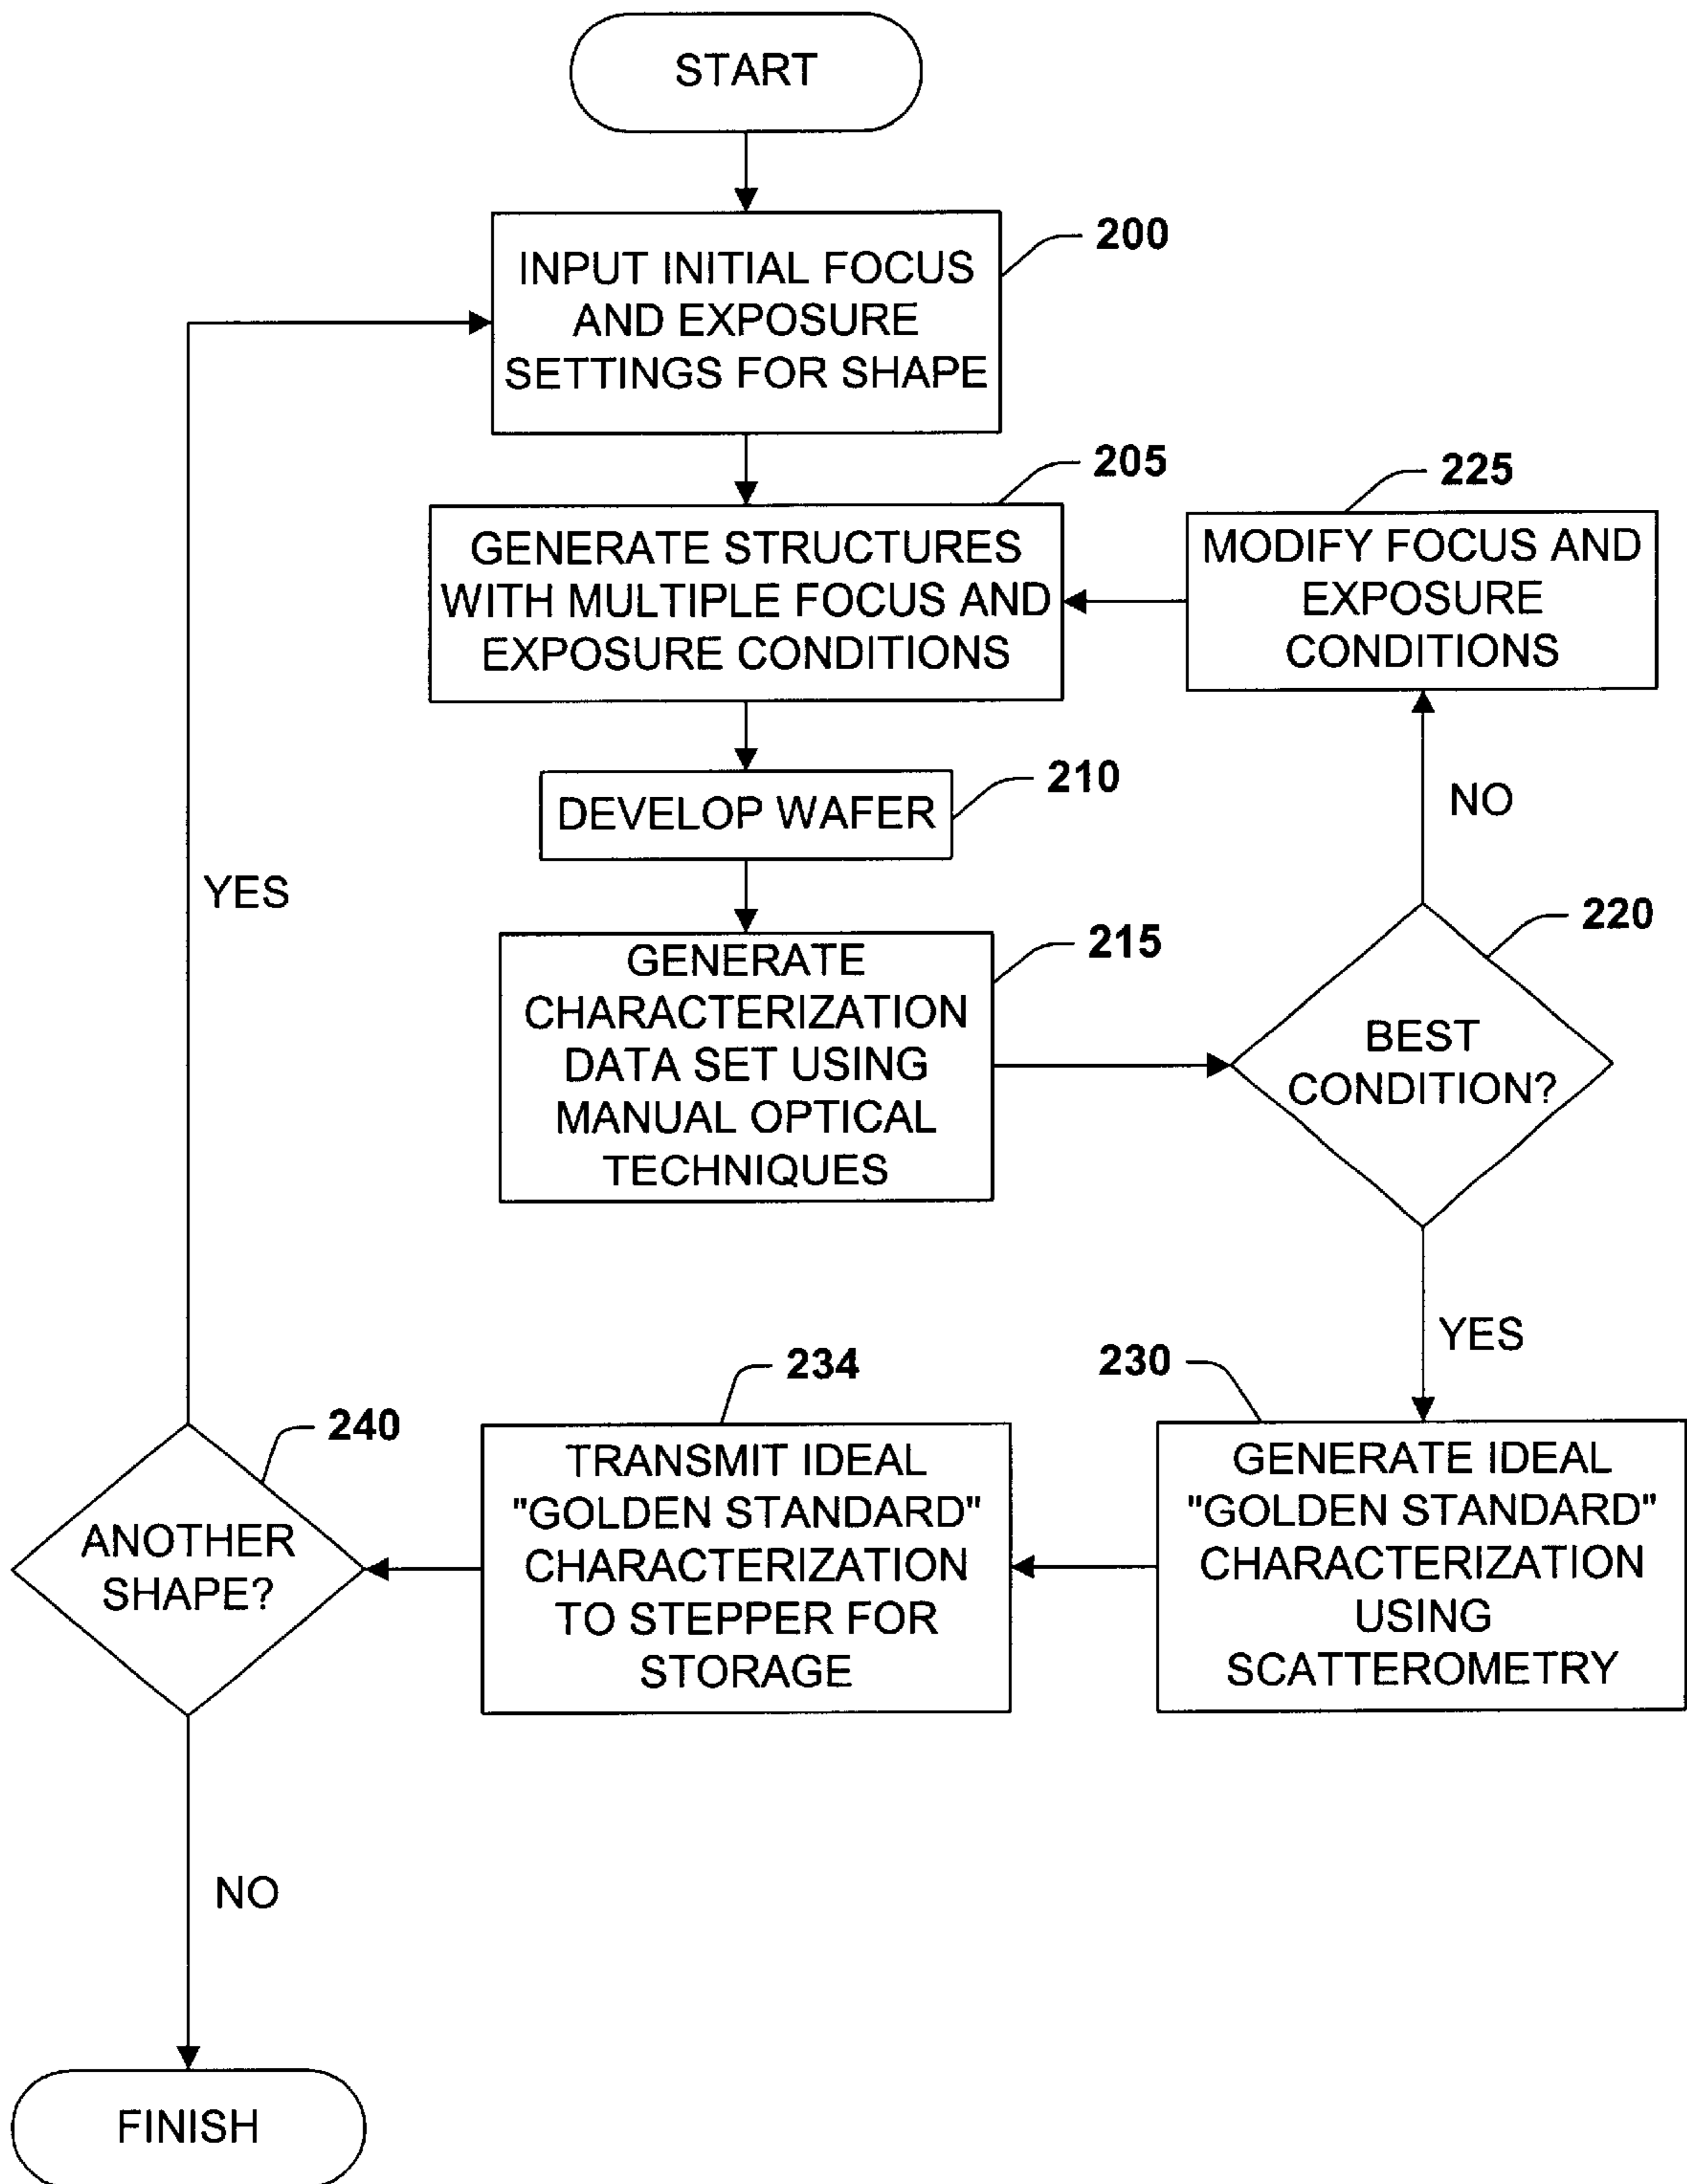 START
200
INPUT INITIAL FOCUS
AND EXPOSURE
SETTINGS FOR SHAPE
205
GENERATE STRUCTURES
WITH MULTIPLE FOCUS AND
EXPOSURE CONDITIONS
225
MODIFY FOCUS AND
EXPOSURE
CONDITIONS
210
DEVELOP WAFER
NO
YES
215
GENERATE
CHARACTERIZATION
DATA SET USING
MANUAL OPTICAL
TECHNIQUES
220
BEST
CONDITION?
YES
230
GENERATE IDEAL
"GOLDEN STANDARD"
CHARACTERIZATION
USING
SCATTEROMETRY
234
TRANSMIT IDEAL
"GOLDEN STANDARD"
CHARACTERIZATION
TO STEPPER FOR
STORAGE
240
ANOTHER
SHAPE?
NO
FINISH